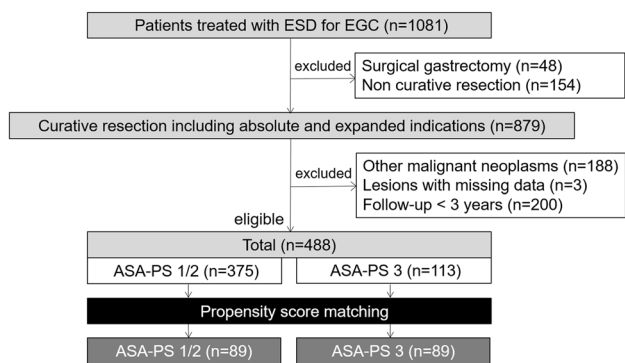 Patients treated with ESD for EGC (n=1081)
excluded
Surgical gastrectomy (n=48)
Non curative resection (n=154)
Curative resection including absolute and expanded indications (n=879)
excluded
Other malignant neoplasms (n=188)
Lesions with missing data (n=3)
Follow-up < 3 years (n=200)
eligible
Total (n=488)
ASA-PS 1/2 (n=375)
ASA-PS 3 (n=113)
Propensity score matching
ASA-PS 1/2 (n=89)
ASA-PS 3 (n=89)